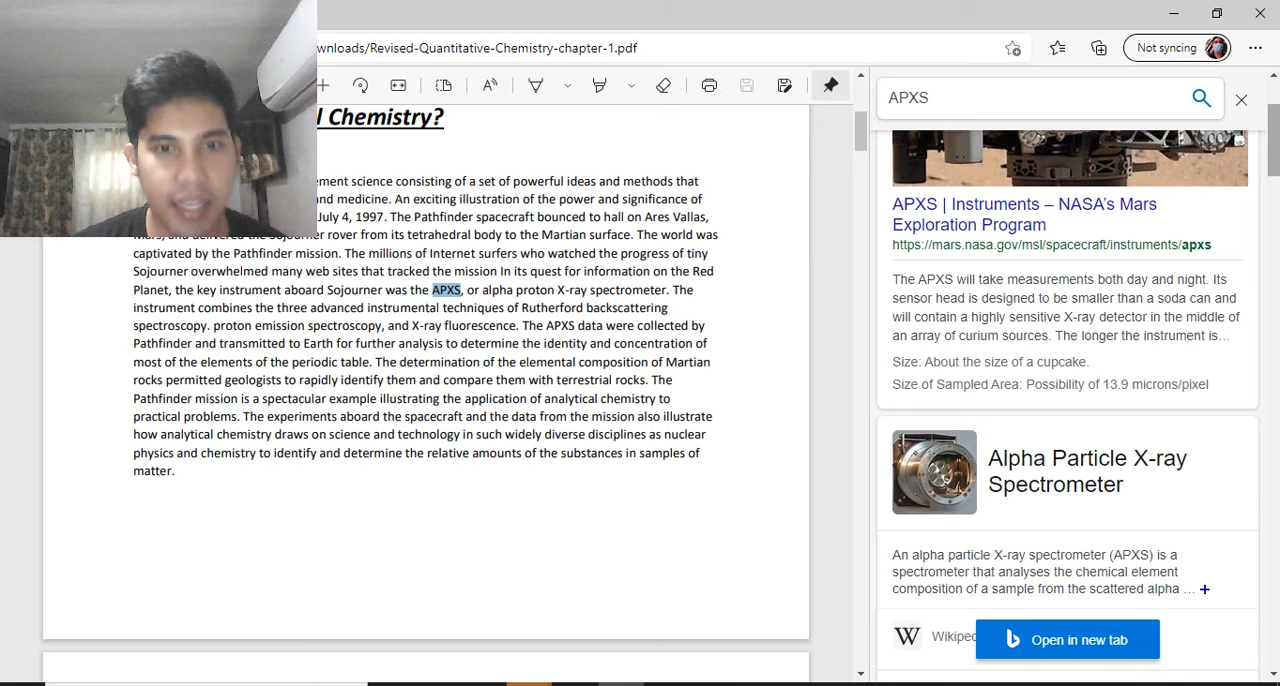 wnloads/Revised-Quantitative-Chemistry-chapter-1.pdf
Not syncing
APXS
l Chemistry?
ement science consisting of a set of powerful ideas and methods that
and medicine. An exciting illustration of the power and significance of
July 4, 1997. The Pathfinder spacecraft bounced to hall on Ares Vallas,
rover from its tetrahedral body to the Martian surface. The world was
captivated by the Pathfinder mission. The millions of Internet surfers who watched the progress of tiny
Sojourner overwhelmed many web sites that tracked the mission In its quest for information on the Red
Planet, the key instrument aboard Sojourner was the APXS, or alpha proton X-ray spectrometer. The
instrument combines the three advanced instrumental techniques of Rutherford backscattering
spectroscopy. proton emission spectroscopy, and X-ray fluorescence. The APXS data were collected by
Pathfinder and transmitted to Earth for further analysis to determine the identity and concentration of
most of the elements of the periodic table. The determination of the elemental composition of Martian
rocks permitted geologists to rapidly identify them and compare them with terrestrial rocks. The
Pathfinder mission is a spectacular example illustrating the application of analytical chemistry to
practical problems. The experiments aboard the spacecraft and the data from the mission also illustrate
how analytical chemistry draws on science and technology in such widely diverse disciplines as nuclear
physics and chemistry to identify and determine the relative amounts of the substances in samples of
matter.
APXS | Instruments – NASA's Mars
Exploration Program
https://mars.nasa.gov/msl/spacecraft/instruments/apxs
The APXS will take measurements both day and night. Its
sensor head is designed to be smaller than a soda can and
will contain a highly sensitive X-ray detector in the middle of
an array of curium sources. The longer the instrument is…
Size: About the size of a cupcake.
Size of Sampled Area: Possibility of 13.9 microns/pixel
Alpha Particle X-ray
Spectrometer
An alpha particle X-ray spectrometer (APXS) is a
spectrometer that analyses the chemical element
composition of a sample from the scattered alpha … +
W Wikipec
Open in new tab